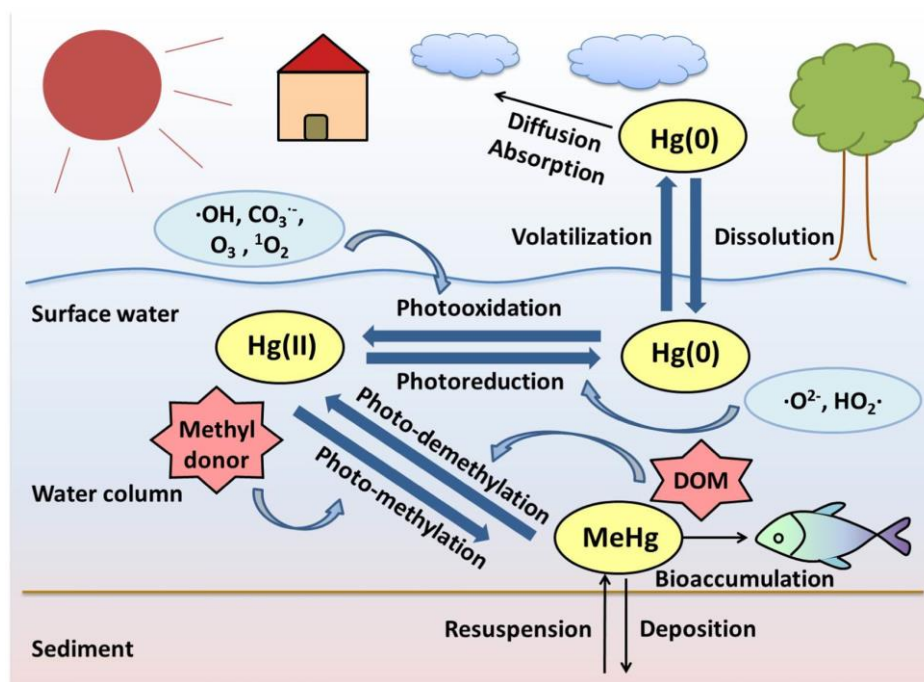 Hg(0)
Diffusion
Absorption
·OH, CO₃·⁻,
O₃ , ¹O₂
Volatilization
Dissolution
Surface water
Photooxidation
Hg(II)
Hg(0)
Photoreduction
·O²⁻, HO₂·
Methyl
donor
Photo-demethylation
Photo-methylation
DOM
Water column
MeHg
Bioaccumulation
Resuspension
Deposition
Sediment